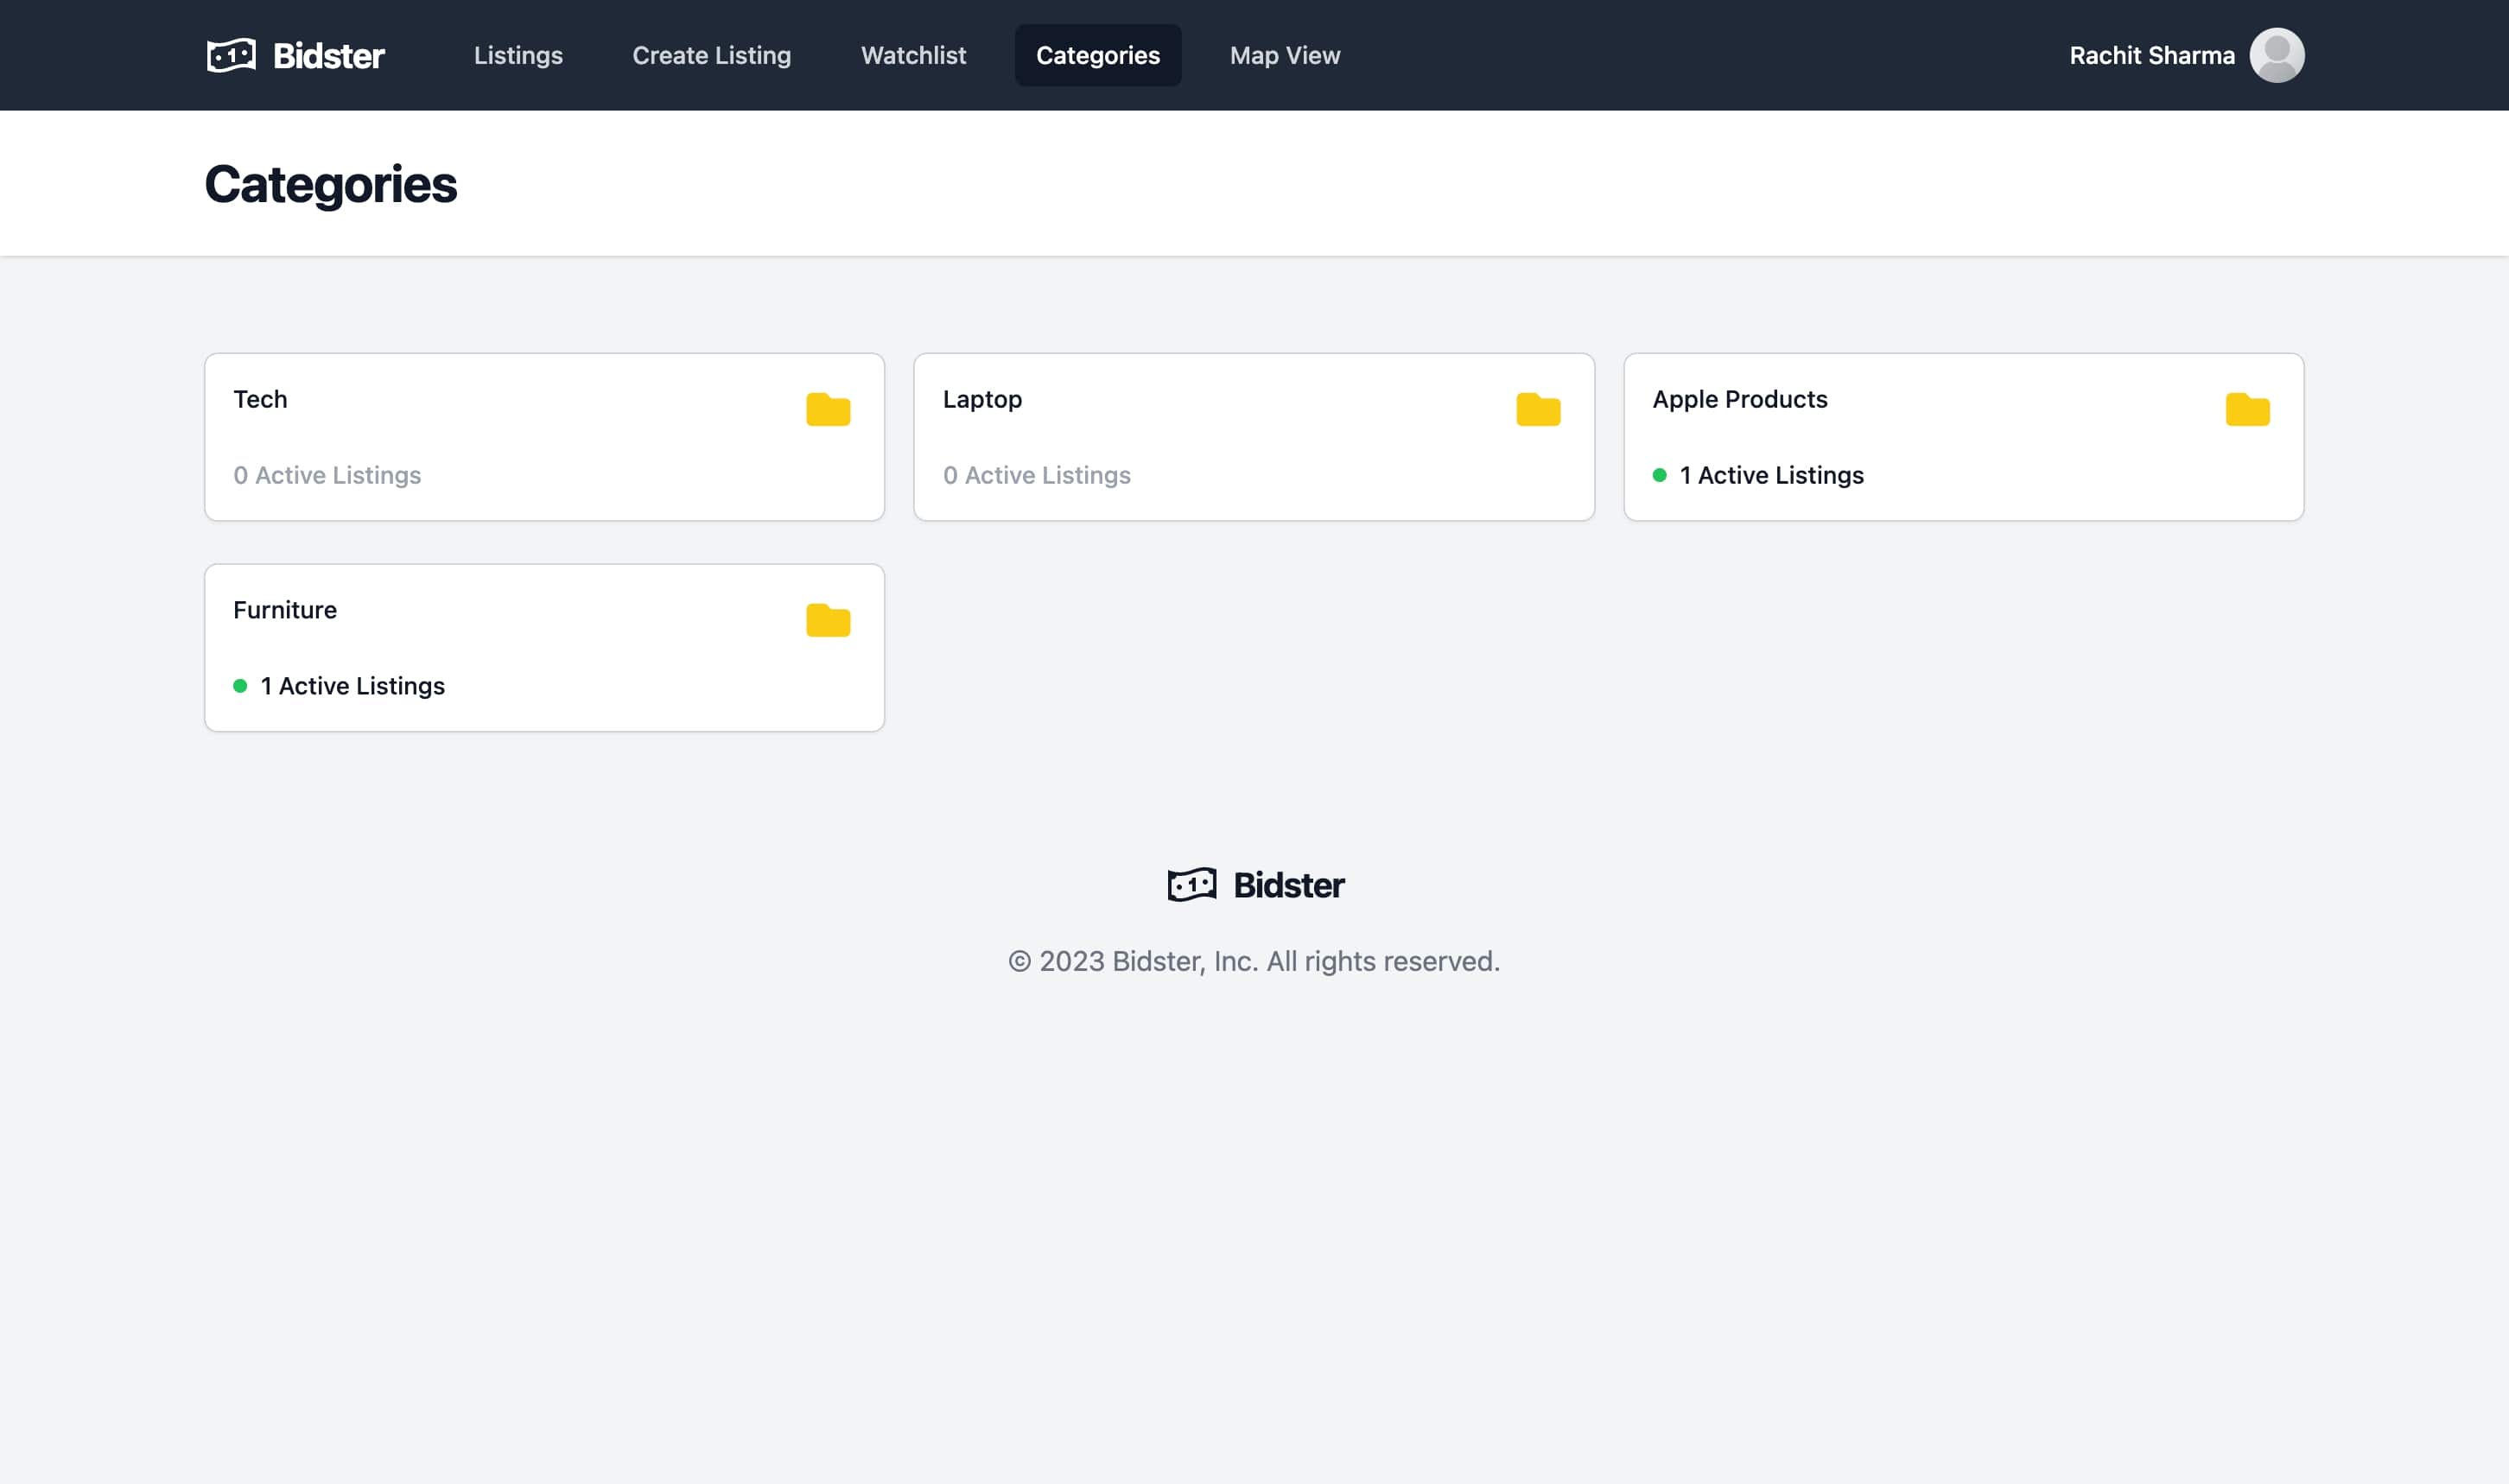 Bidster Listings Create Listing Watchlist Categories Map View Rachit Sharma
Categories
Tech
0 Active Listings
Laptop
0 Active Listings
Apple Products
1 Active Listings
Furniture
1 Active Listings
Bidster
© 2023 Bidster, Inc. All rights reserved.